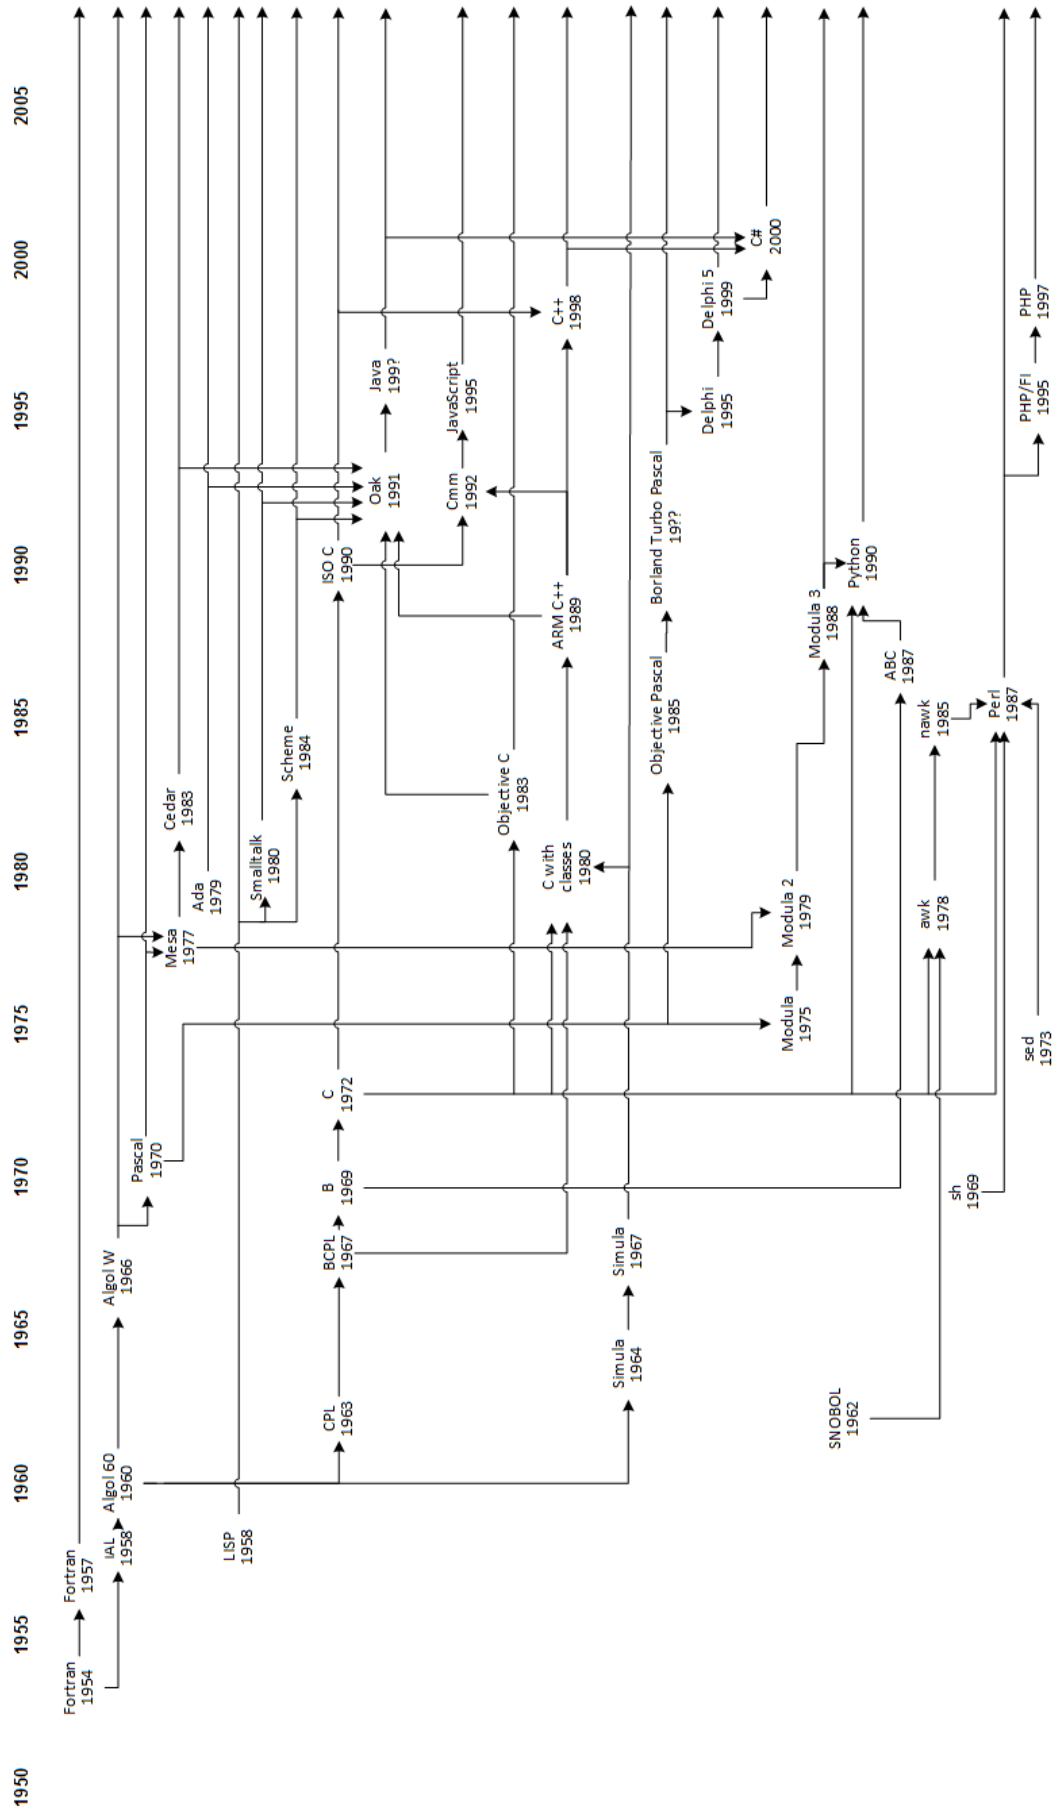 1950
1955
1960
1965
1970
1975
1980
1985
1990
1995
2000
2005
Fortran
1954
Fortran
1957
IAL
1958
Algol 60
1960
Algol W
1966
Pascal
1970
Mesa
1977
Cedar
1983
Ada
1979
LISP
1958
Smalltalk
1980
Scheme
1984
CPL
1963
BCPL
1967
B
1969
C
1972
ISO C
1990
Oak
1991
Java
199?
Cmm
1992
JavaScript
1995
Objective C
1983
C with
classes
1980
ARM C++
1989
C++
1998
Simula
1964
Simula
1967
Objective Pascal
1985
Borland Turbo Pascal
19??
Delphi
1995
Delphi 5
1999
C#
2000
Modula
1975
Modula 2
1979
Modula 3
1988
Python
1990
SNOBOL
1962
ABC
1987
awk
1978
nawk
1985
sh
1969
Perl
1987
sed
1973
PHP/FI
1995
PHP
1997